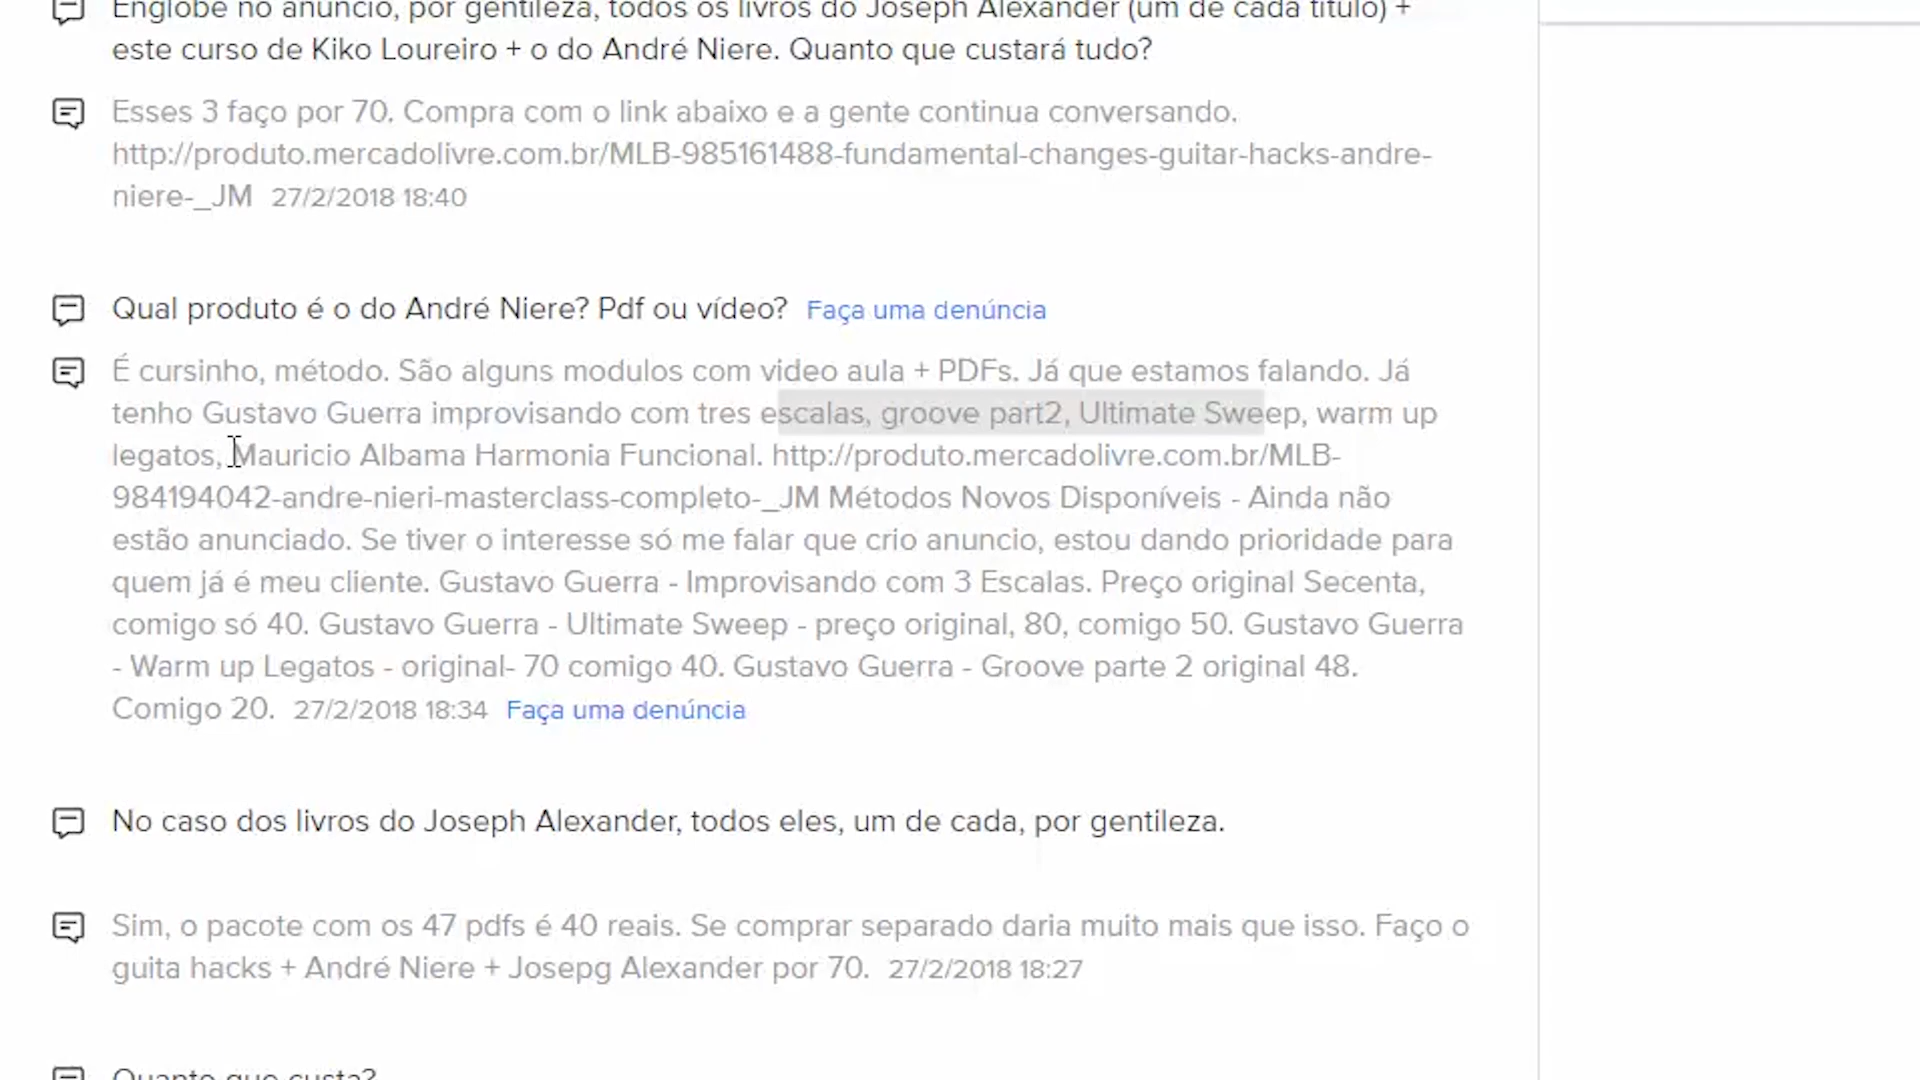 Englobe no anúncio, por gentileza, todos os livros do Joseph Alexander (um de cada título) +
este curso de Kiko Loureiro + o do André Niere. Quanto que custará tudo?
Esses 3 faço por 70. Compra com o link abaixo e a gente continua conversando.
http://produto.mercadolivre.com.br/MLB-985161488-fundamental-changes-guitar-hacks-andre-
niere-_JM 27/2/2018 18:40
Qual produto é o do André Niere? Pdf ou vídeo? Faça uma denúncia
É cursinho, método. São alguns modulos com video aula + PDFs. Já que estamos falando. Já
tenho Gustavo Guerra improvisando com tres escalas, groove part2, Ultimate Sweep, warm up
legatos, Mauricio Albama Harmonia Funcional. http://produto.mercadolivre.com.br/MLB-
984194042-andre-nieri-masterclass-completo-_JM Métodos Novos Disponíveis - Ainda não
estão anunciado. Se tiver o interesse só me falar que crio anuncio, estou dando prioridade para
quem já é meu cliente. Gustavo Guerra - Improvisando com 3 Escalas. Preço original Secenta,
comigo só 40. Gustavo Guerra - Ultimate Sweep - preço original, 80, comigo 50. Gustavo Guerra
- Warm up Legatos - original- 70 comigo 40. Gustavo Guerra - Groove parte 2 original 48.
Comigo 20. 27/2/2018 18:34 Faça uma denúncia
No caso dos livros do Joseph Alexander, todos eles, um de cada, por gentileza.
Sim, o pacote com os 47 pdfs é 40 reais. Se comprar separado daria muito mais que isso. Faço o
guita hacks + André Niere + Josepg Alexander por 70. 27/2/2018 18:27
Quanto que custa?